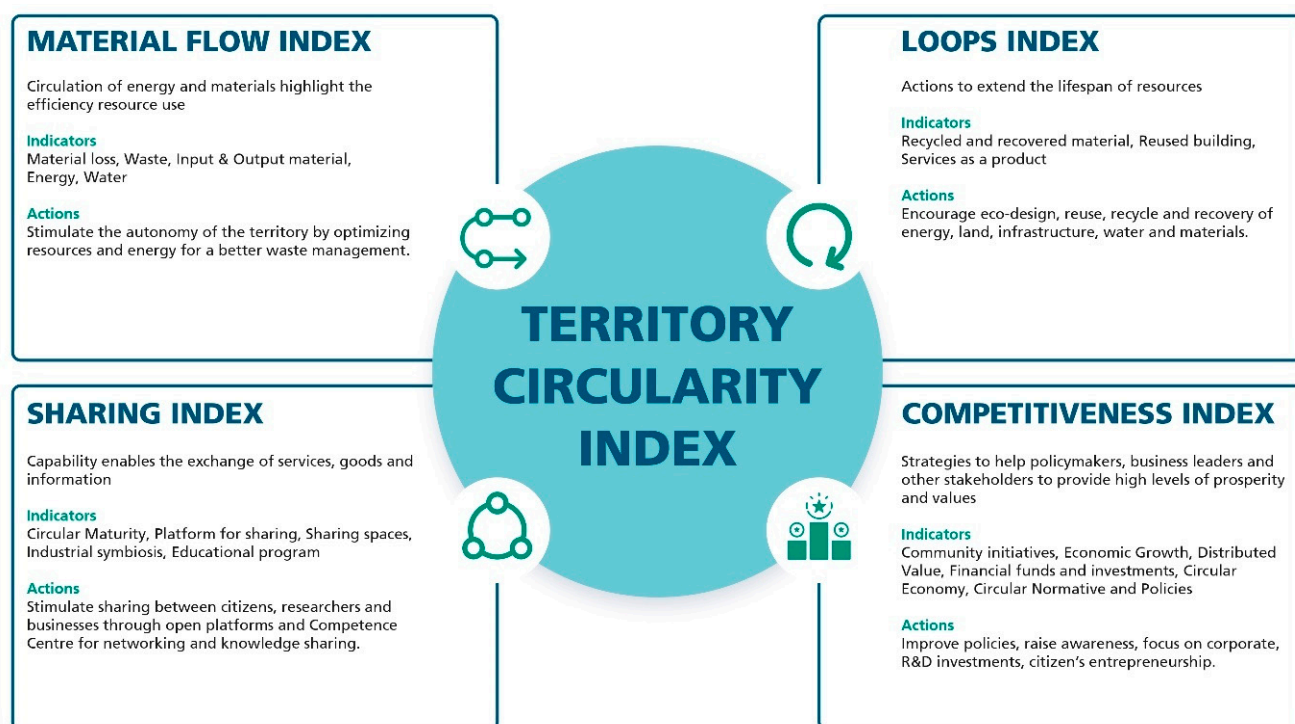 MATERIAL FLOW INDEX
Circulation of energy and materials highlight the
efficiency resource use
Indicators
Material loss, Waste, Input & Output material,
Energy, Water
Actions
Stimulate the autonomy of the territory by optimizing
resources and energy for a better waste management.
LOOPS INDEX
Actions to extend the lifespan of resources
Indicators
Recycled and recovered material, Reused building,
Services as a product
Actions
Encourage eco-design, reuse, recycle and recovery of
energy, land, infrastructure, water and materials.
TERRITORY
CIRCULARITY
INDEX
SHARING INDEX
Capability enables the exchange of services, goods and
information
Indicators
Circular Maturity, Platform for sharing, Sharing spaces,
Industrial symbiosis, Educational program
Actions
Stimulate sharing between citizens, researchers and
businesses through open platforms and Competence
Centre for networking and knowledge sharing.
COMPETITIVENESS INDEX
Strategies to help policymakers, business leaders and
other stakeholders to provide high levels of prosperity
and values
Indicators
Community initiatives, Economic Growth, Distributed
Value, Financial funds and investments, Circular
Economy, Circular Normative and Policies
Actions
Improve policies, raise awareness, focus on corporate,
R&D investments, citizen's entrepreneurship.